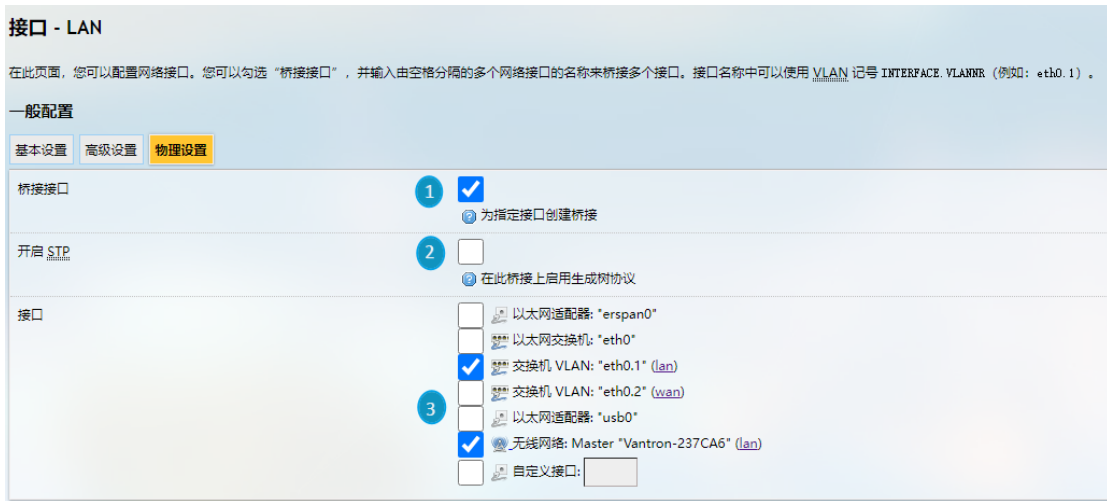 接口 - LAN
在此页面，您可以配置网络接口。您可以勾选“桥接接口”，并输入由空格分隔的多个网络接口的名称来桥接多个接口。接口名称中可以使用 VLAN 记号 INTERFACE.VLANNR（例如：eth0.1）。
一般配置
基本设置 高级设置 物理设置
桥接接口 1
为指定接口创建桥接
开启 STP 2
在此桥接上启用生成树协议
接口 以太网适配器: "erspan0"
以太网交换机: "eth0"
交换机 VLAN: "eth0.1" (lan)
交换机 VLAN: "eth0.2" (wan)
3 以太网适配器: "usb0"
无线网络: Master "Vantron-237CA6" (lan)
自定义接口: